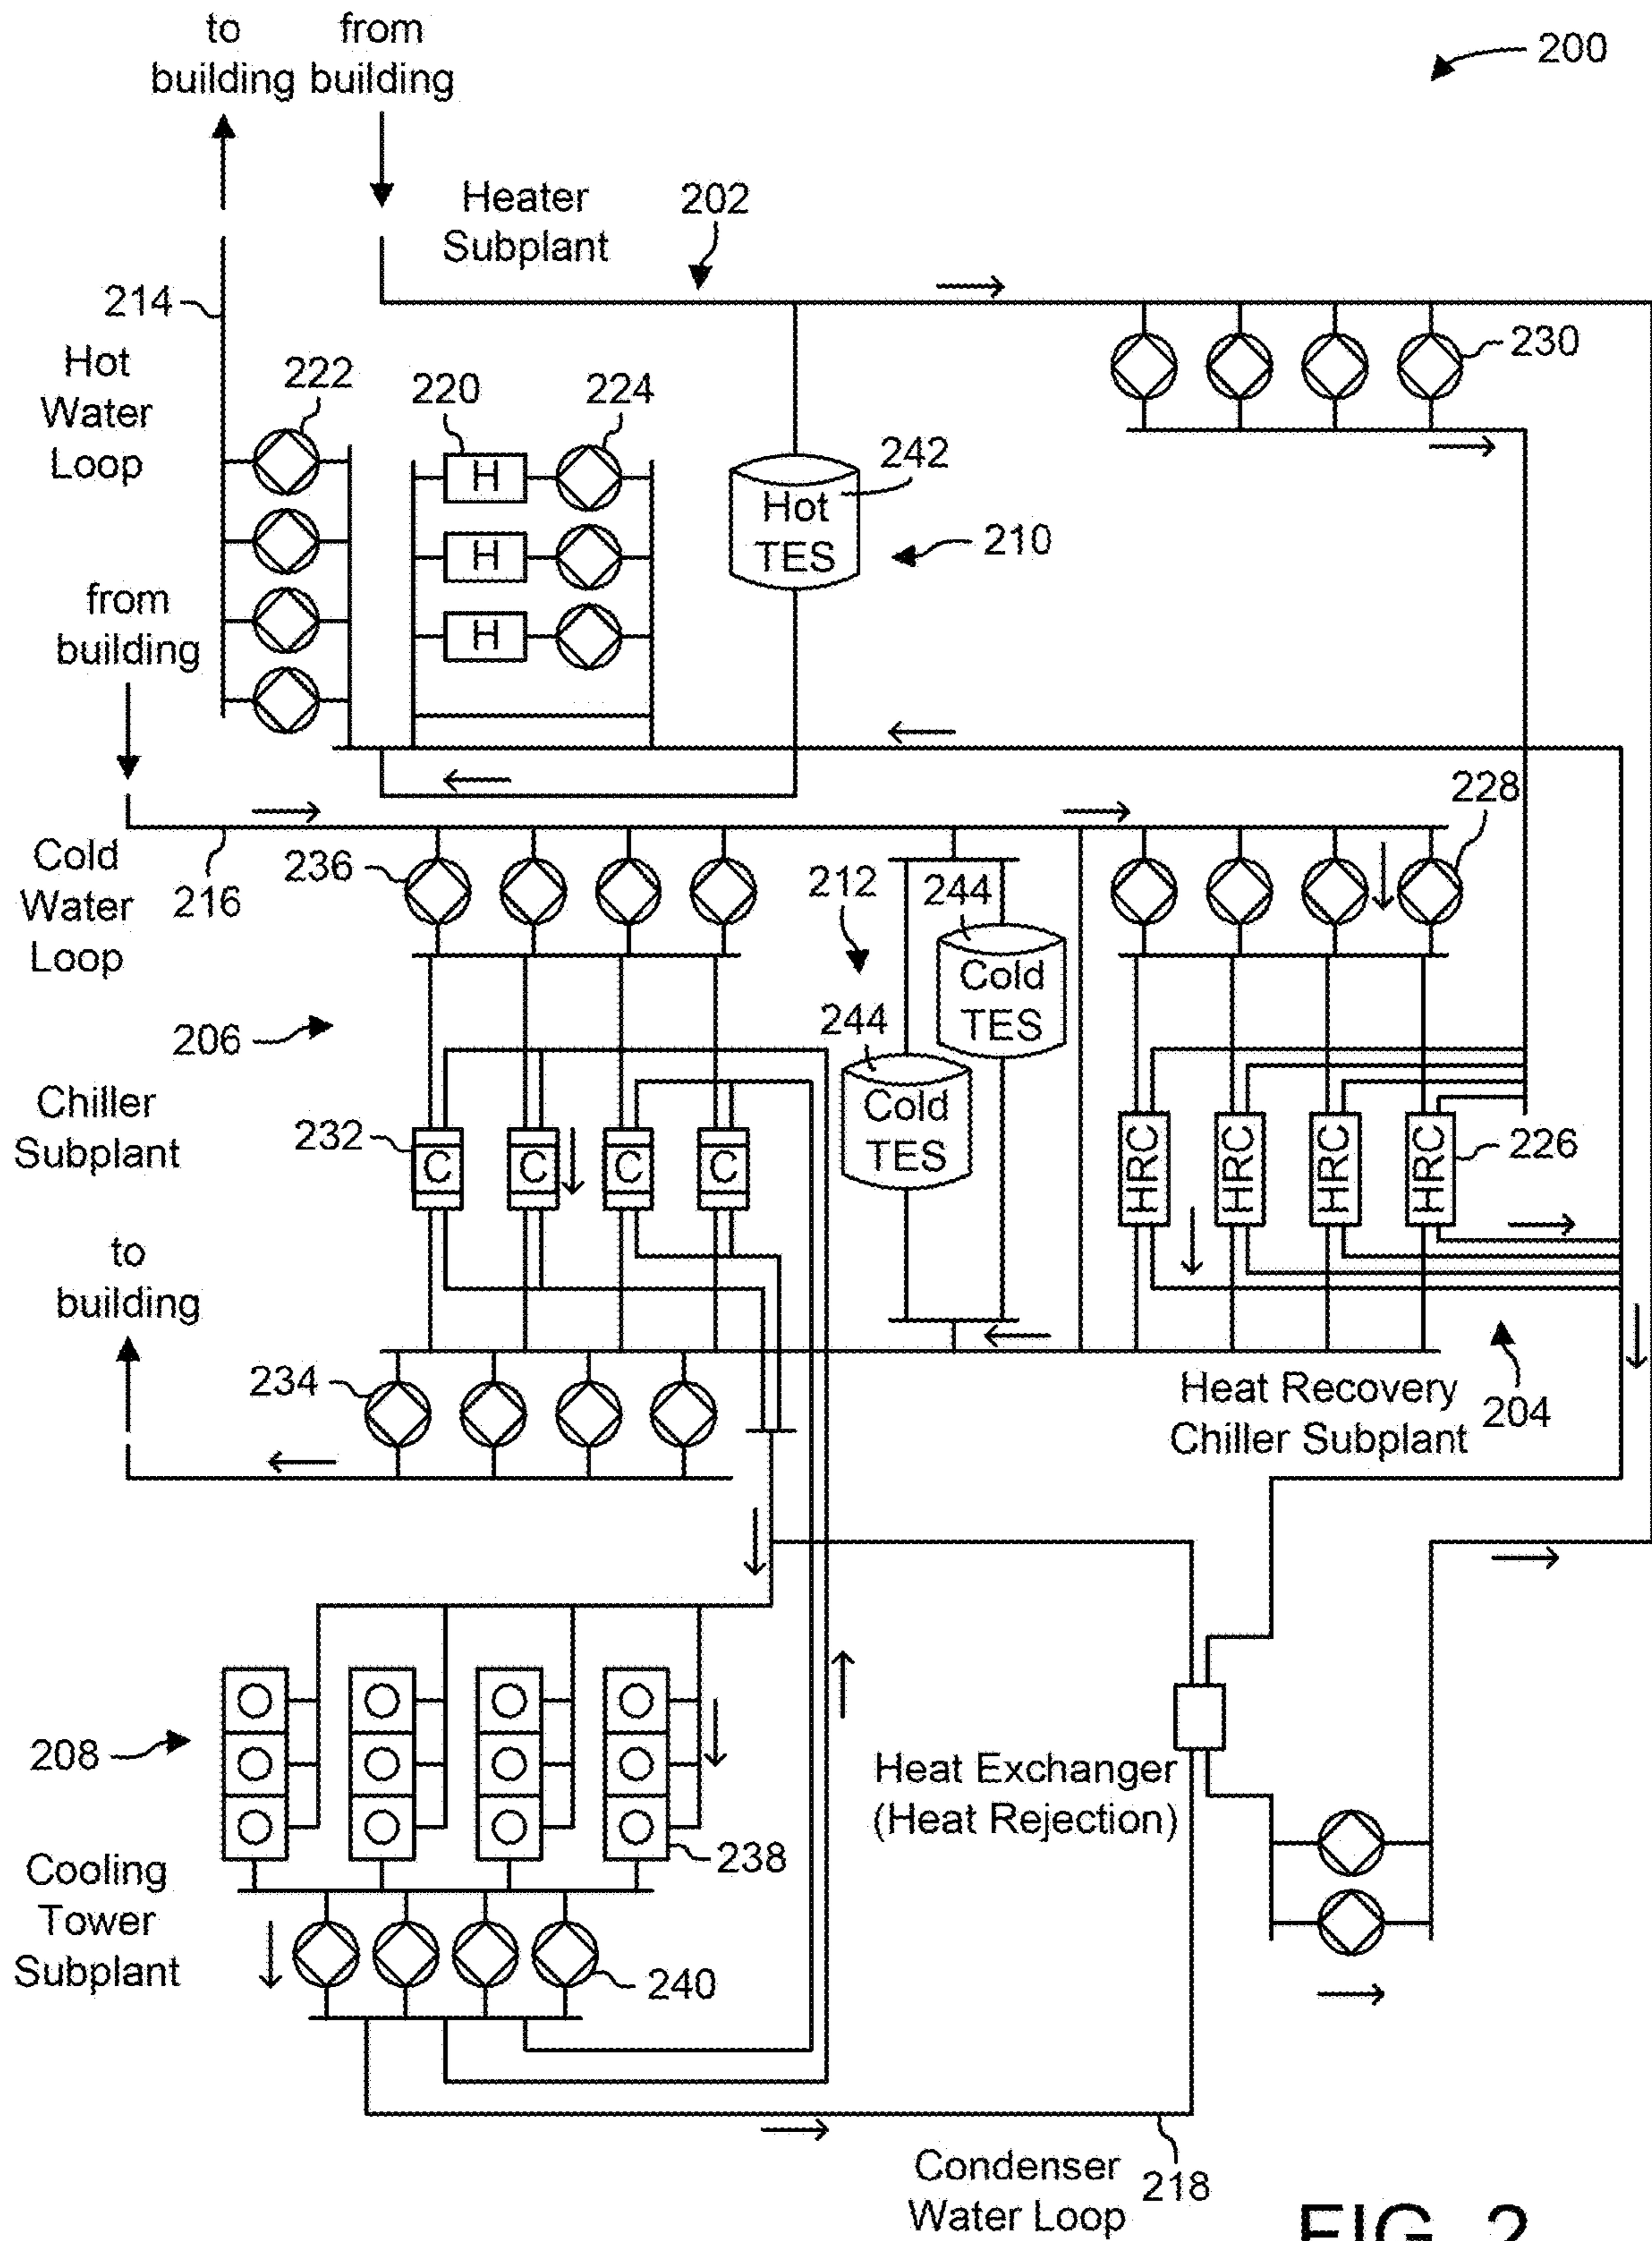 to
building
from
building
200
Heater
Subplant
202
214
Hot
Water
Loop
222
220
224
230
H
H
H
Hot
TES
242
210
from
building
228
Cold
Water
Loop
216
236
212
244
Cold
TES
244
Cold
TES
206
Chiller
Subplant
232
C
C
C
C
HRC
HRC
HRC
HRC
226
to
building
234
Heat Recovery
Chiller Subplant
204
208
Heat Exchanger
(Heat Rejection)
238
Cooling
Tower
Subplant
240
Condenser
Water Loop
218
FIG. 2